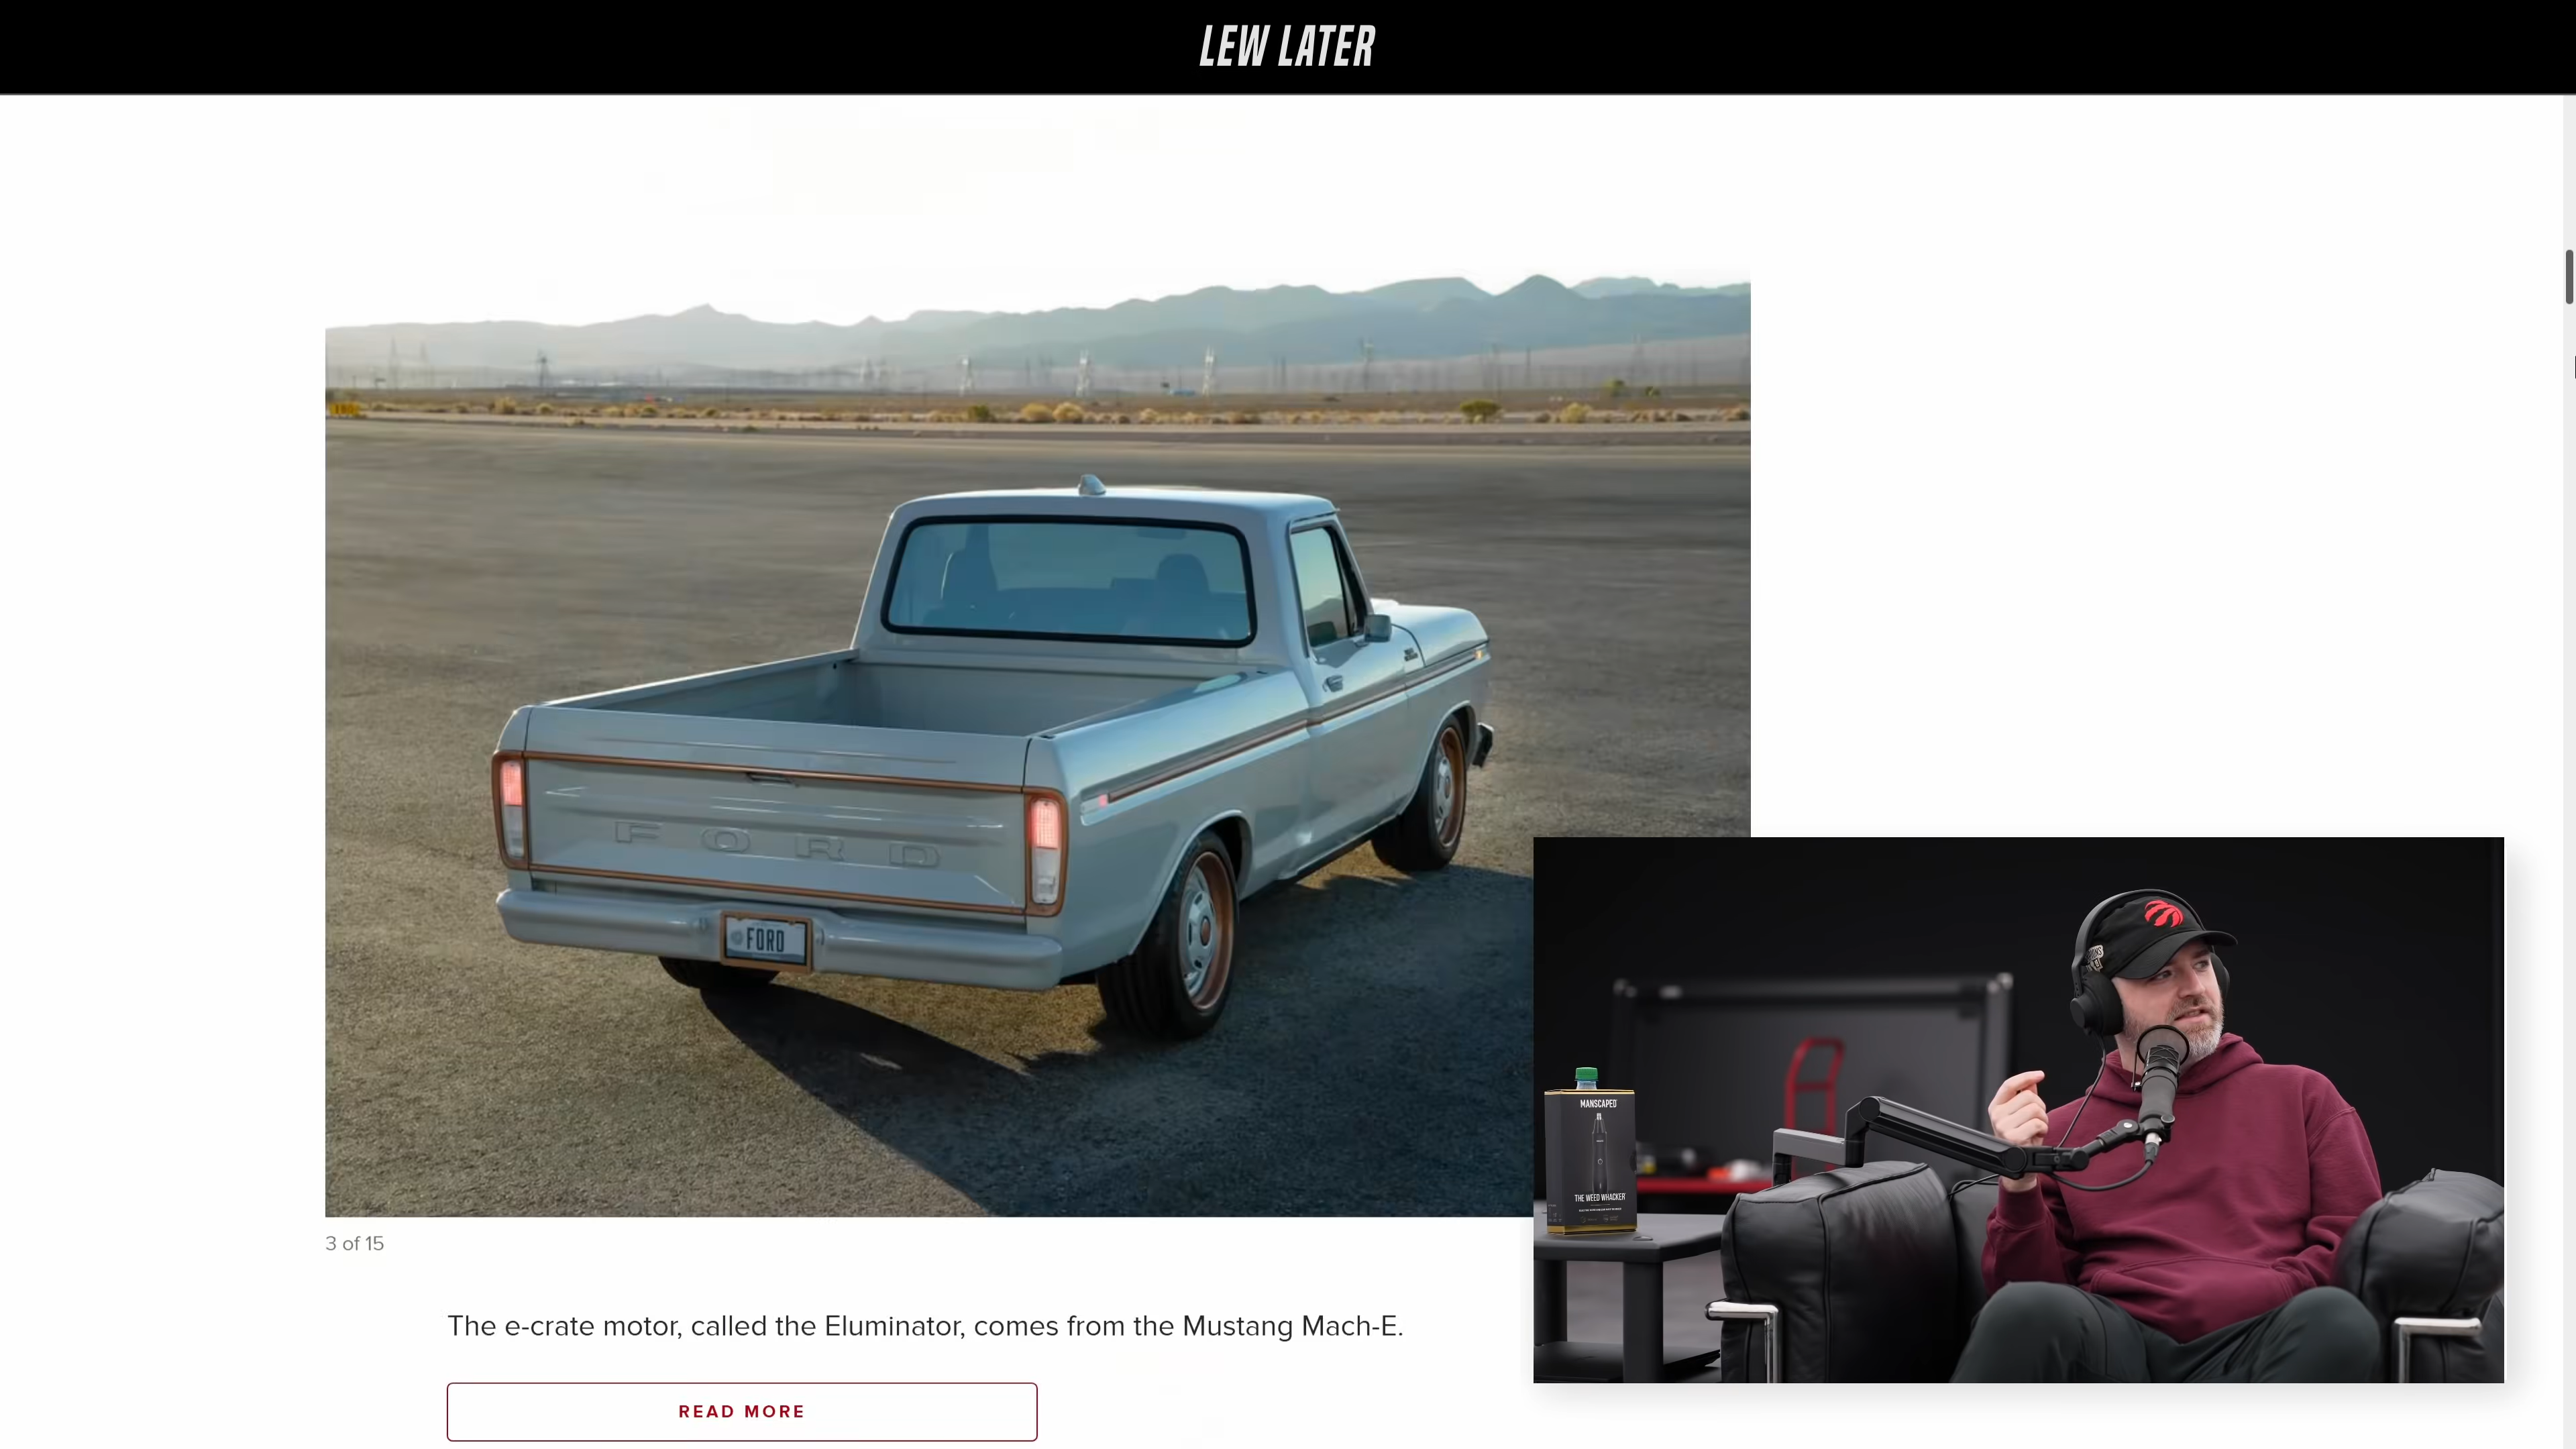 LEW LATER
FORD
FORD
3 of 15
The e-crate motor, called the Eluminator, comes from the Mustang Mach-E.
READ MORE
MANSCAPED
THE WEED WHACKER